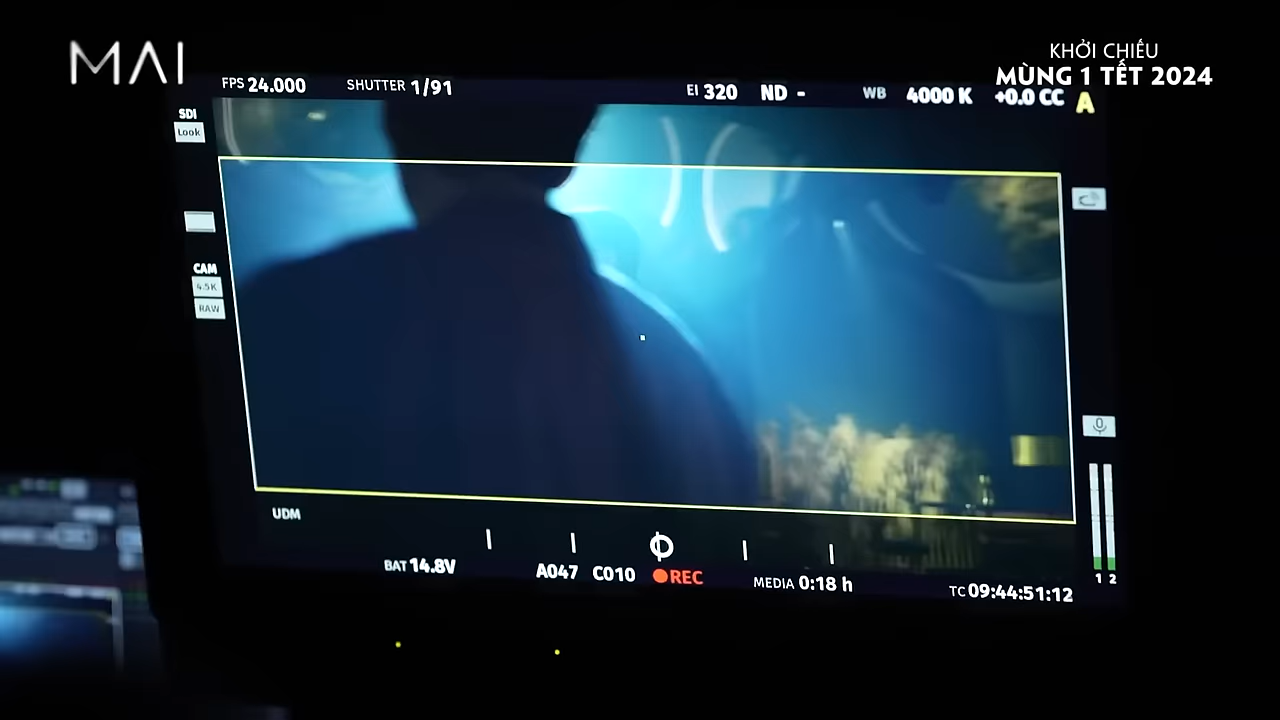 MAI
KHỞI CHIẾU
MÙNG 1 TẾT 2024
FPS 24.000 SHUTTER 1/91 EI 320 ND - WB 4000 K +0.0 CC A
SDI
Look
CAM
4.5K
RAW
UDM
BAT 14.8V A047 C010 REC MEDIA 0:18 h TC 09:44:51:12
1 2